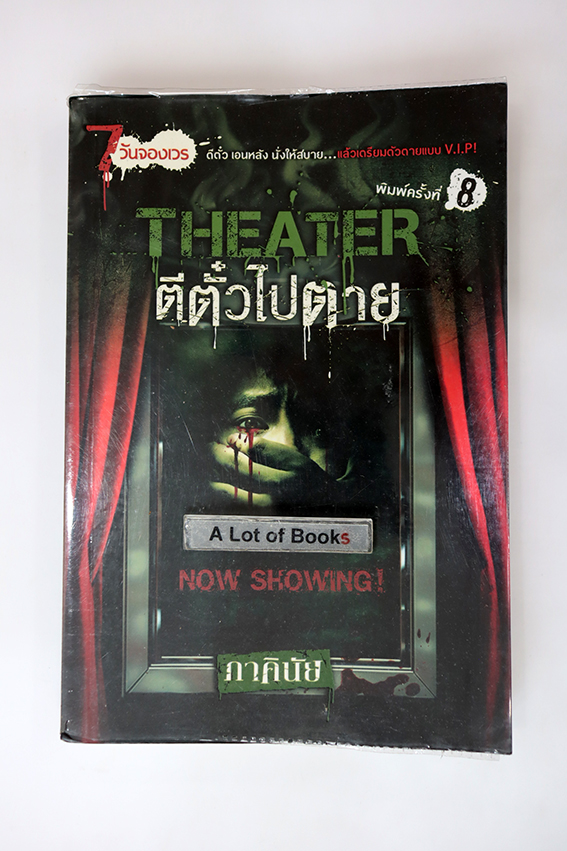 7 วันจองเวร
ตีตั๋ว เอนหลัง นั่งให้สบาย...แล้วเตรียมตัวตายแบบ V.I.P!
พิมพ์ครั้งที่ 8
THEATER
ตีตั๋วไปตาย
A Lot of Books
NOW SHOWING!
ภาคินัย